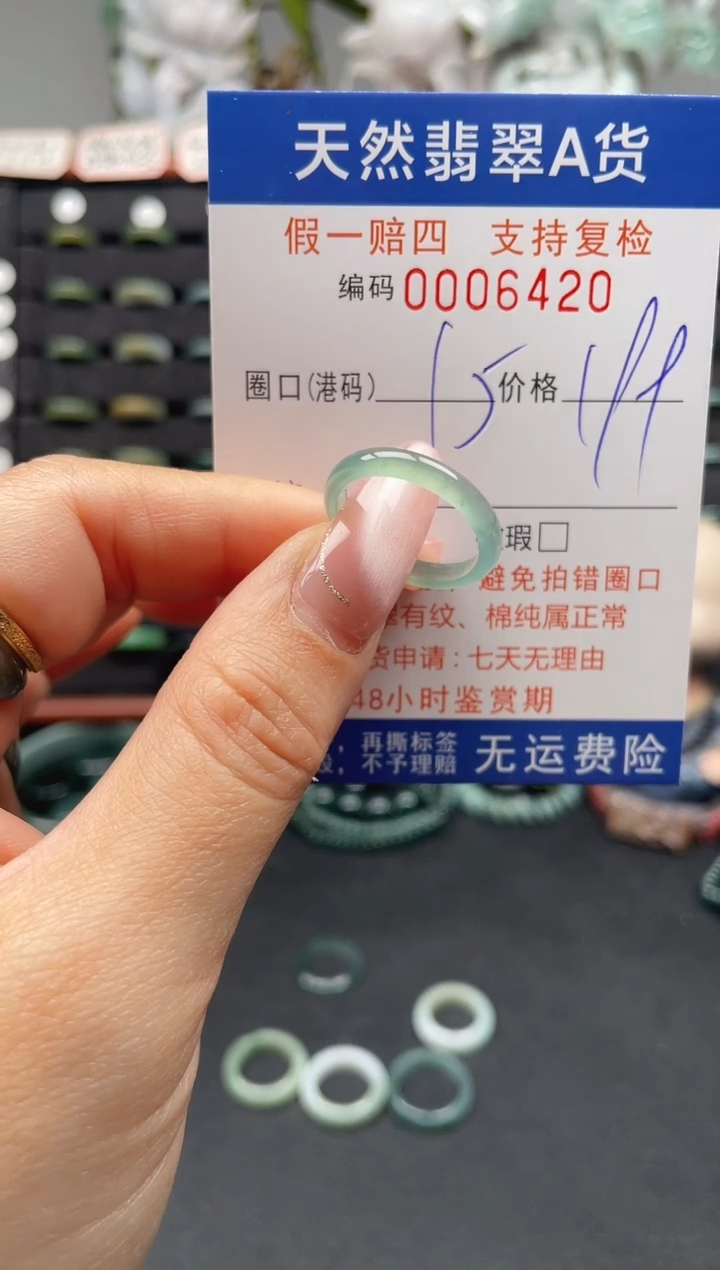 天然翡翠A货
假一赔四 支持复检
编码 0006420
圈口(港码) 15 价格
瑕□
避免拍错圈口
有纹、棉纯属正常
货申请:七天无理由
48小时鉴赏期
,再撕标签
,不予理赔
无运费险